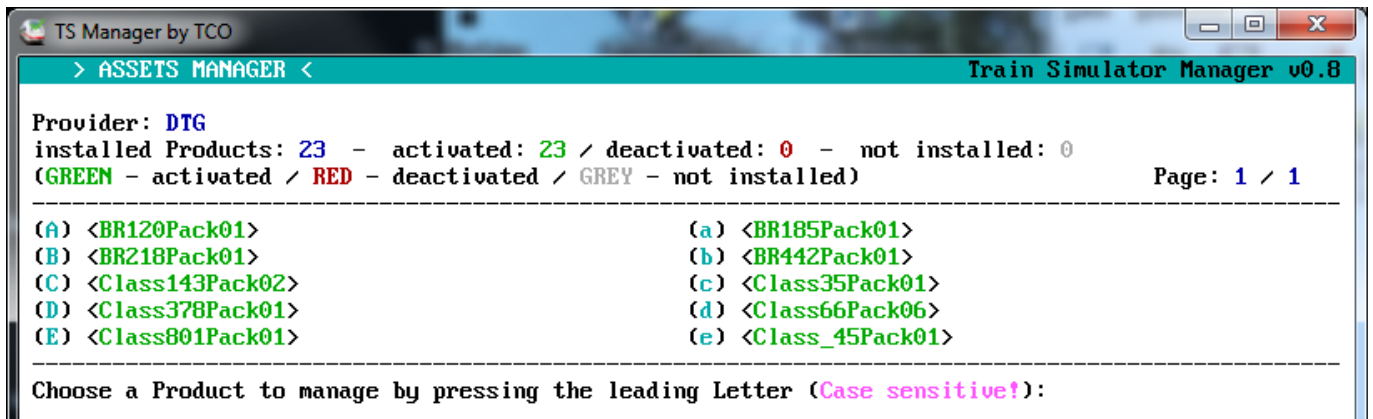 TS Manager by TCO
> ASSETS MANAGER < Train Simulator Manager v0.8
Provider: DTG
installed Products: 23 - activated: 23 / deactivated: 0 - not installed: 0
(GREEN - activated / RED - deactivated / GREY - not installed) Page: 1 / 1
(A) <BR120Pack01> (a) <BR185Pack01>
(B) <BR218Pack01> (b) <BR442Pack01>
(C) <Class143Pack02> (c) <Class35Pack01>
(D) <Class378Pack01> (d) <Class66Pack06>
(E) <Class801Pack01> (e) <Class_45Pack01>
Choose a Product to manage by pressing the leading Letter (Case sensitive!):